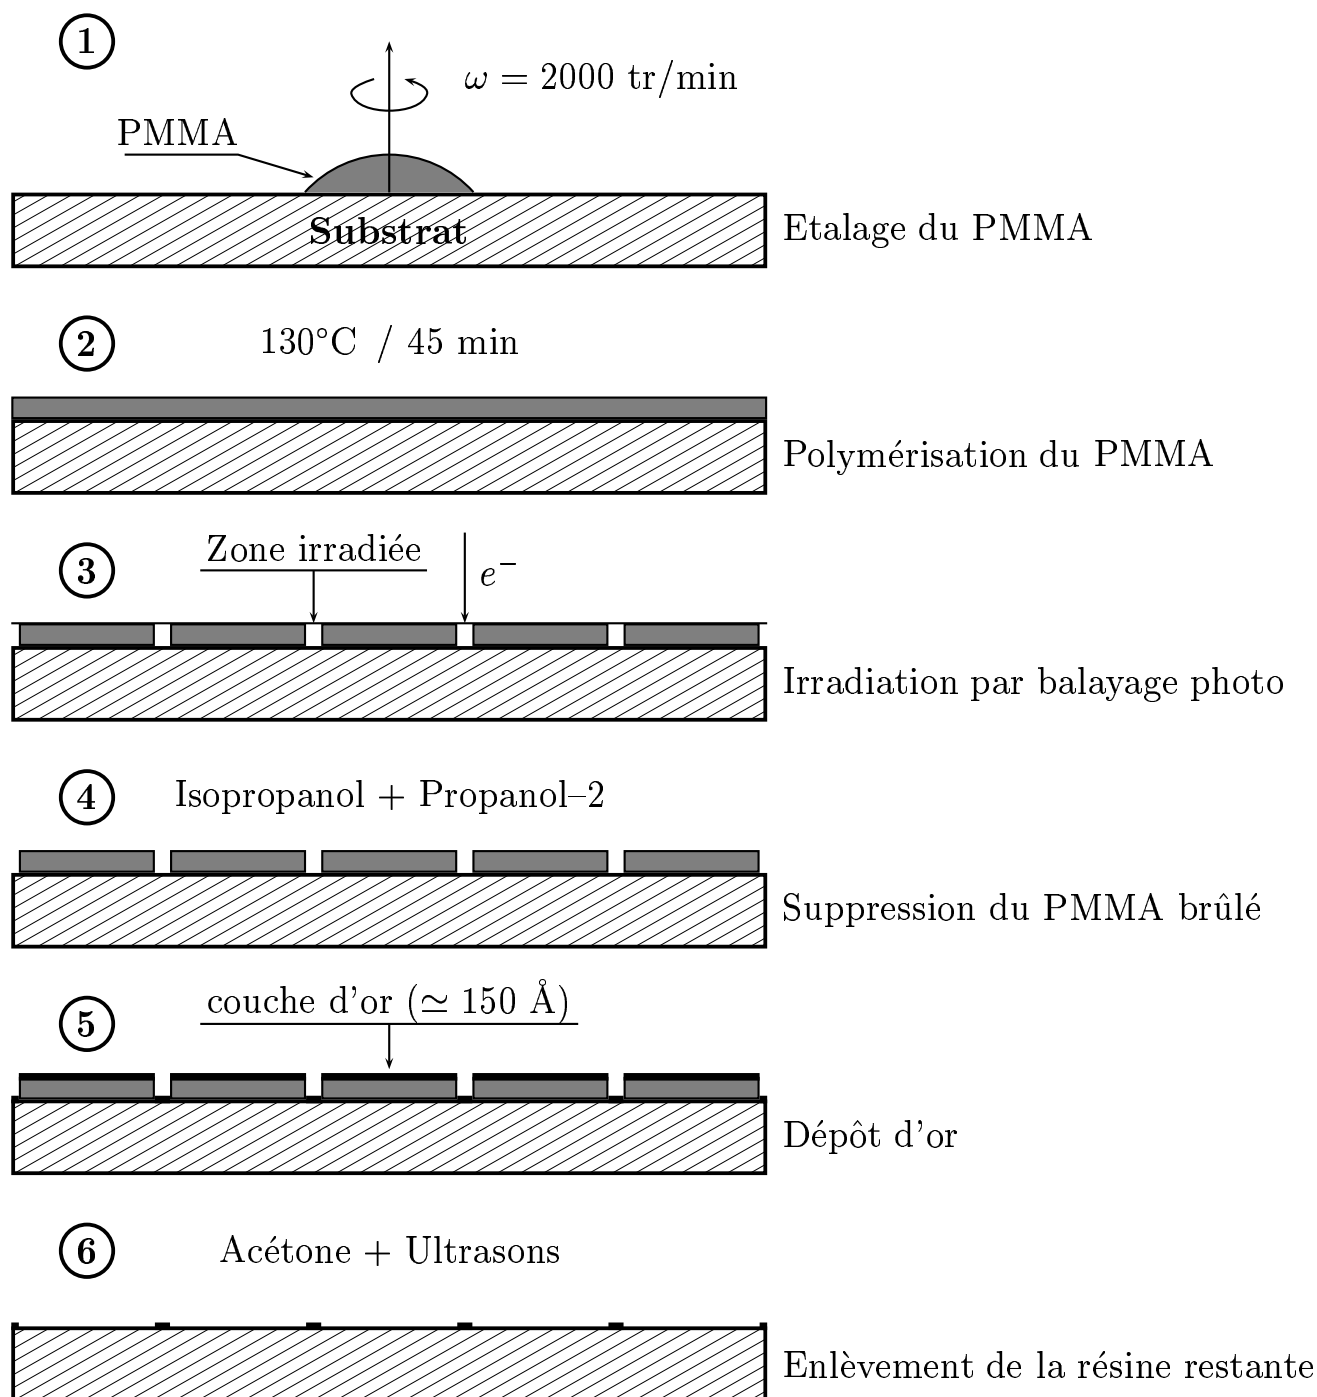 1
ω = 2000 tr/min
PMMA
Substrat
Etalage du PMMA
2
130°C / 45 min
Polymérisation du PMMA
3
Zone irradiée
e⁻
Irradiation par balayage photo
4
Isopropanol + Propanol–2
Suppression du PMMA brûlé
5
couche d'or (≃ 150 Å)
Dépôt d'or
6
Acétone + Ultrasons
Enlèvement de la résine restante